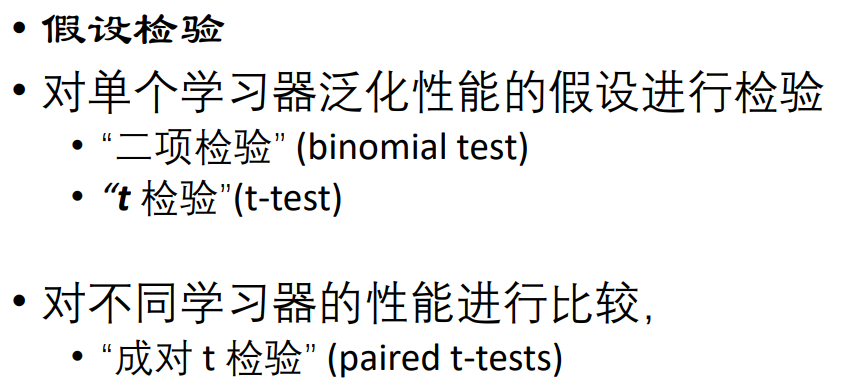 • 假设检验
• 对单个学习器泛化性能的假设进行检验
• “二项检验” (binomial test)
• “t 检验”(t-test)
• 对不同学习器的性能进行比较,
• “成对 t 检验” (paired t-tests)